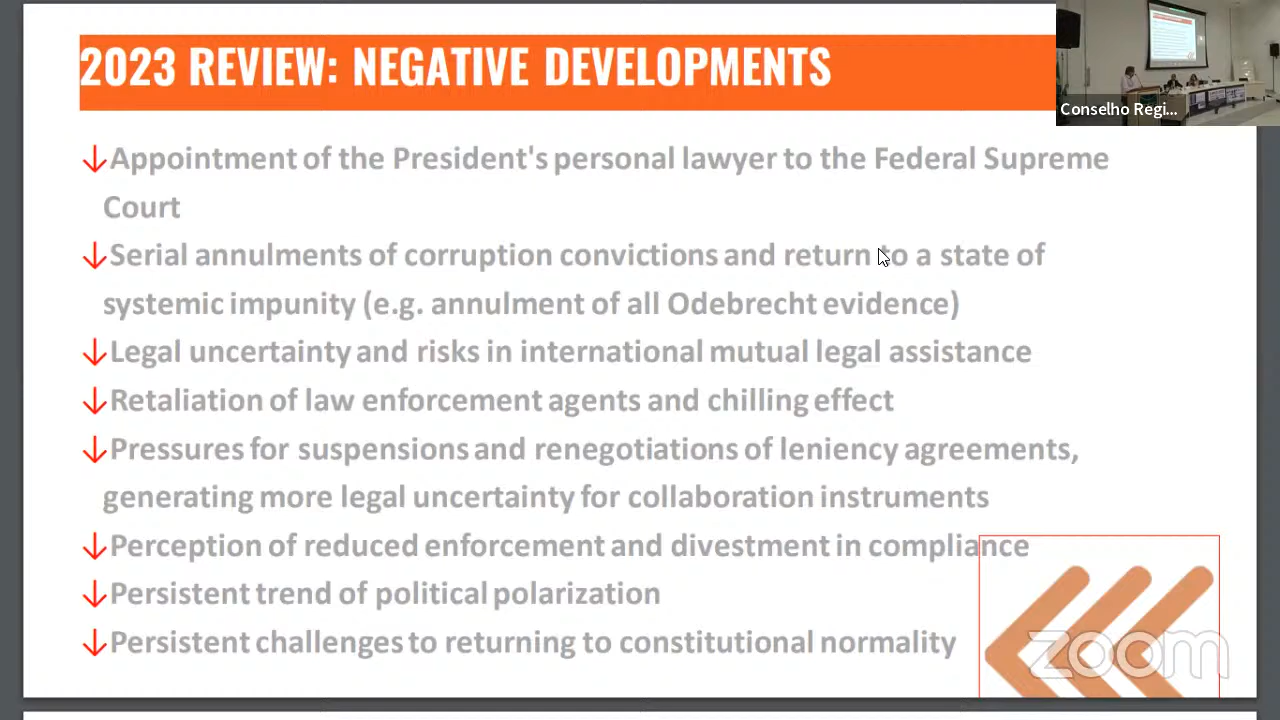 2023 REVIEW: NEGATIVE DEVELOPMENTS
Conselho Regi...
↓Appointment of the President's personal lawyer to the Federal Supreme
Court
↓Serial annulments of corruption convictions and return to a state of
systemic impunity (e.g. annulment of all Odebrecht evidence)
↓Legal uncertainty and risks in international mutual legal assistance
↓Retaliation of law enforcement agents and chilling effect
↓Pressures for suspensions and renegotiations of leniency agreements,
generating more legal uncertainty for collaboration instruments
↓Perception of reduced enforcement and divestment in compliance
↓Persistent trend of political polarization
↓Persistent challenges to returning to constitutional normality
zoom